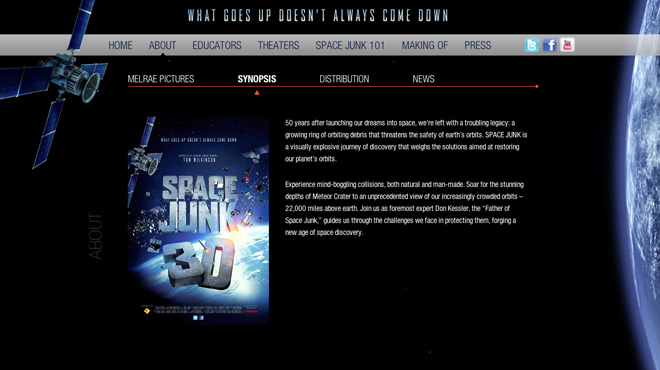 WHAT GOES UP DOESN'T ALWAYS COME DOWN
HOME ABOUT EDUCATORS THEATERS SPACE JUNK 101 MAKING OF PRESS
MELRAE PICTURES SYNOPSIS DISTRIBUTION NEWS
50 years after launching our dreams into space, we're left with a troubling legacy: a
growing ring of orbiting debris that threatens the safety of earth's orbits. SPACE JUNK is
a visually explosive journey of discovery that weighs the solutions aimed at restoring
our planet's orbits.
Experience mind-boggling collisions, both natural and man-made. Soar for the stunning
depths of Meteor Crater to an unprecedented view of our increasingly crowded orbits –
22,000 miles above earth. Join us as foremost expert Don Kessler, the “Father of
Space Junk,” guides us through the challenges we face in protecting them, forging a
new age of space discovery.
WHAT GOES UP DOESN'T ALWAYS COME DOWN
TOM WILKINSON
SPACE
JUNK
3D
ABOUT